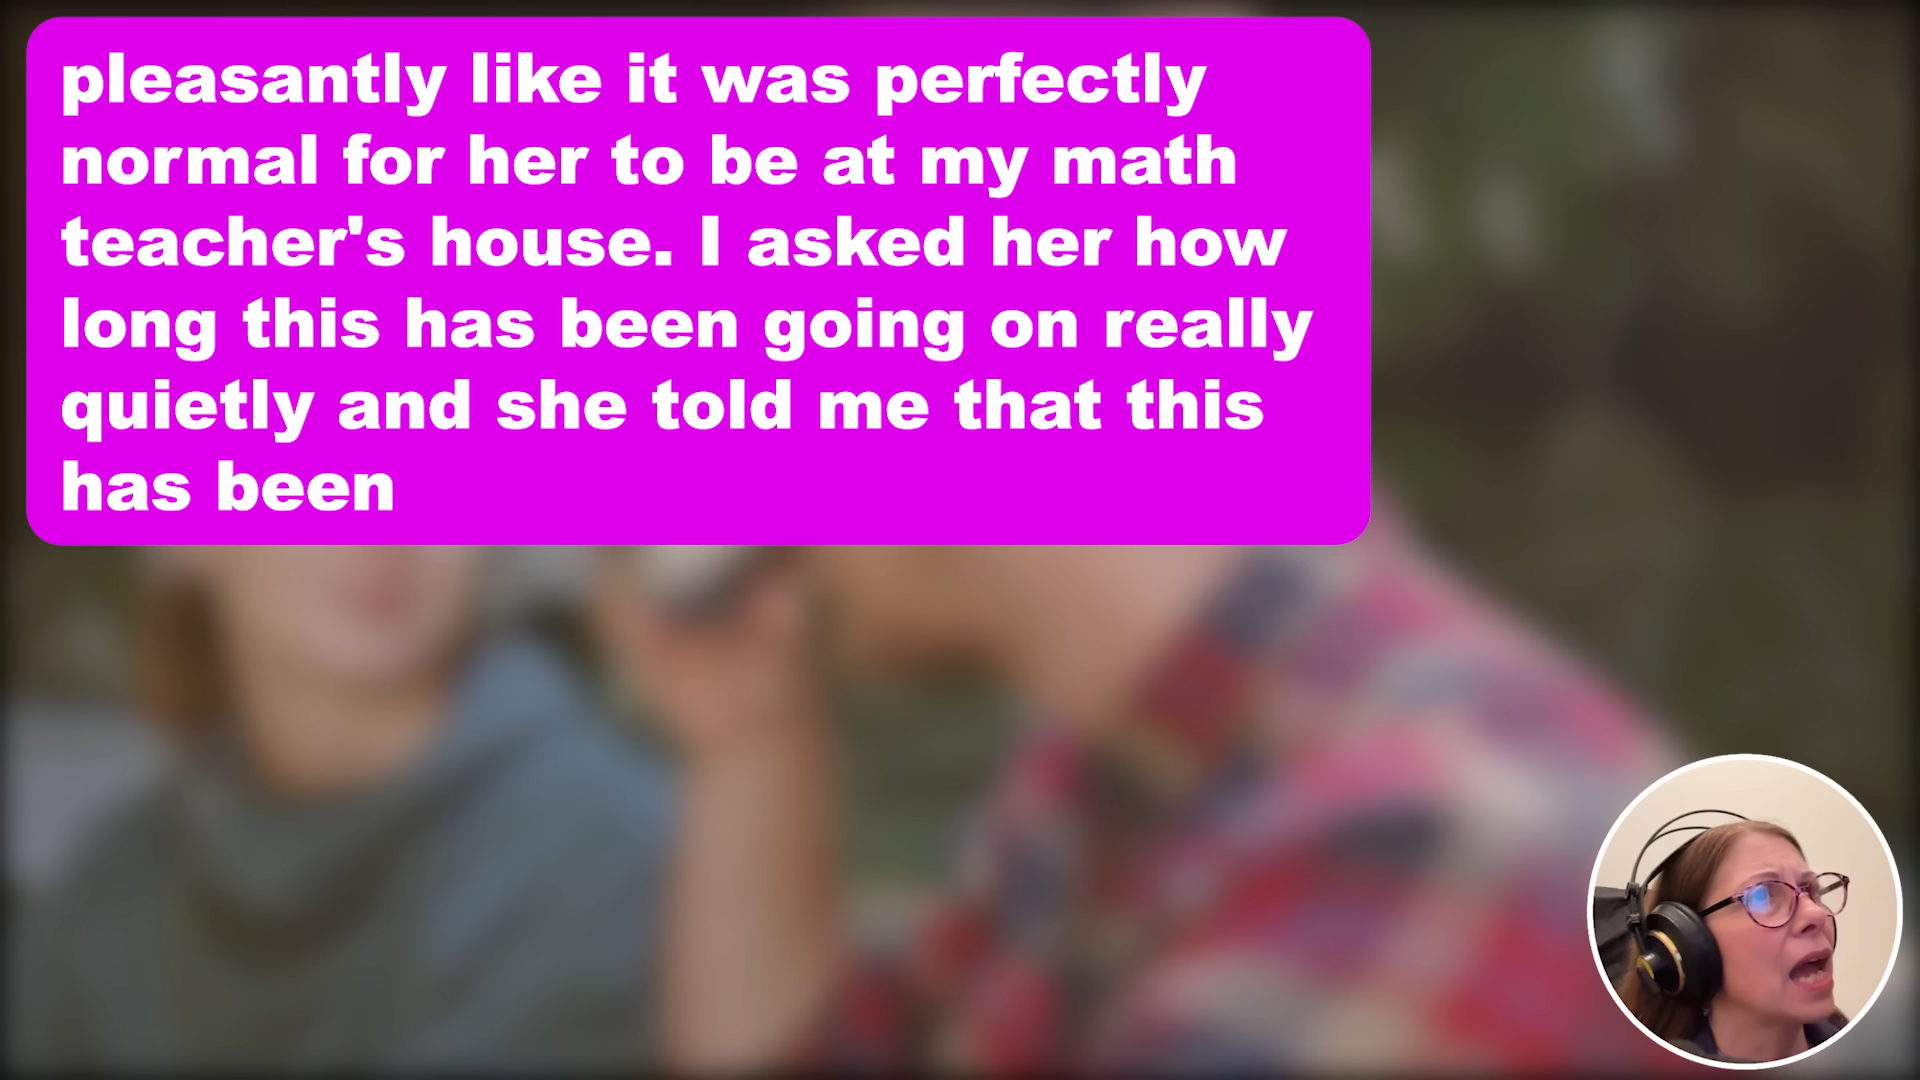 pleasantly like it was perfectly
normal for her to be at my math
teacher's house. I asked her how
long this has been going on really
quietly and she told me that this
has been